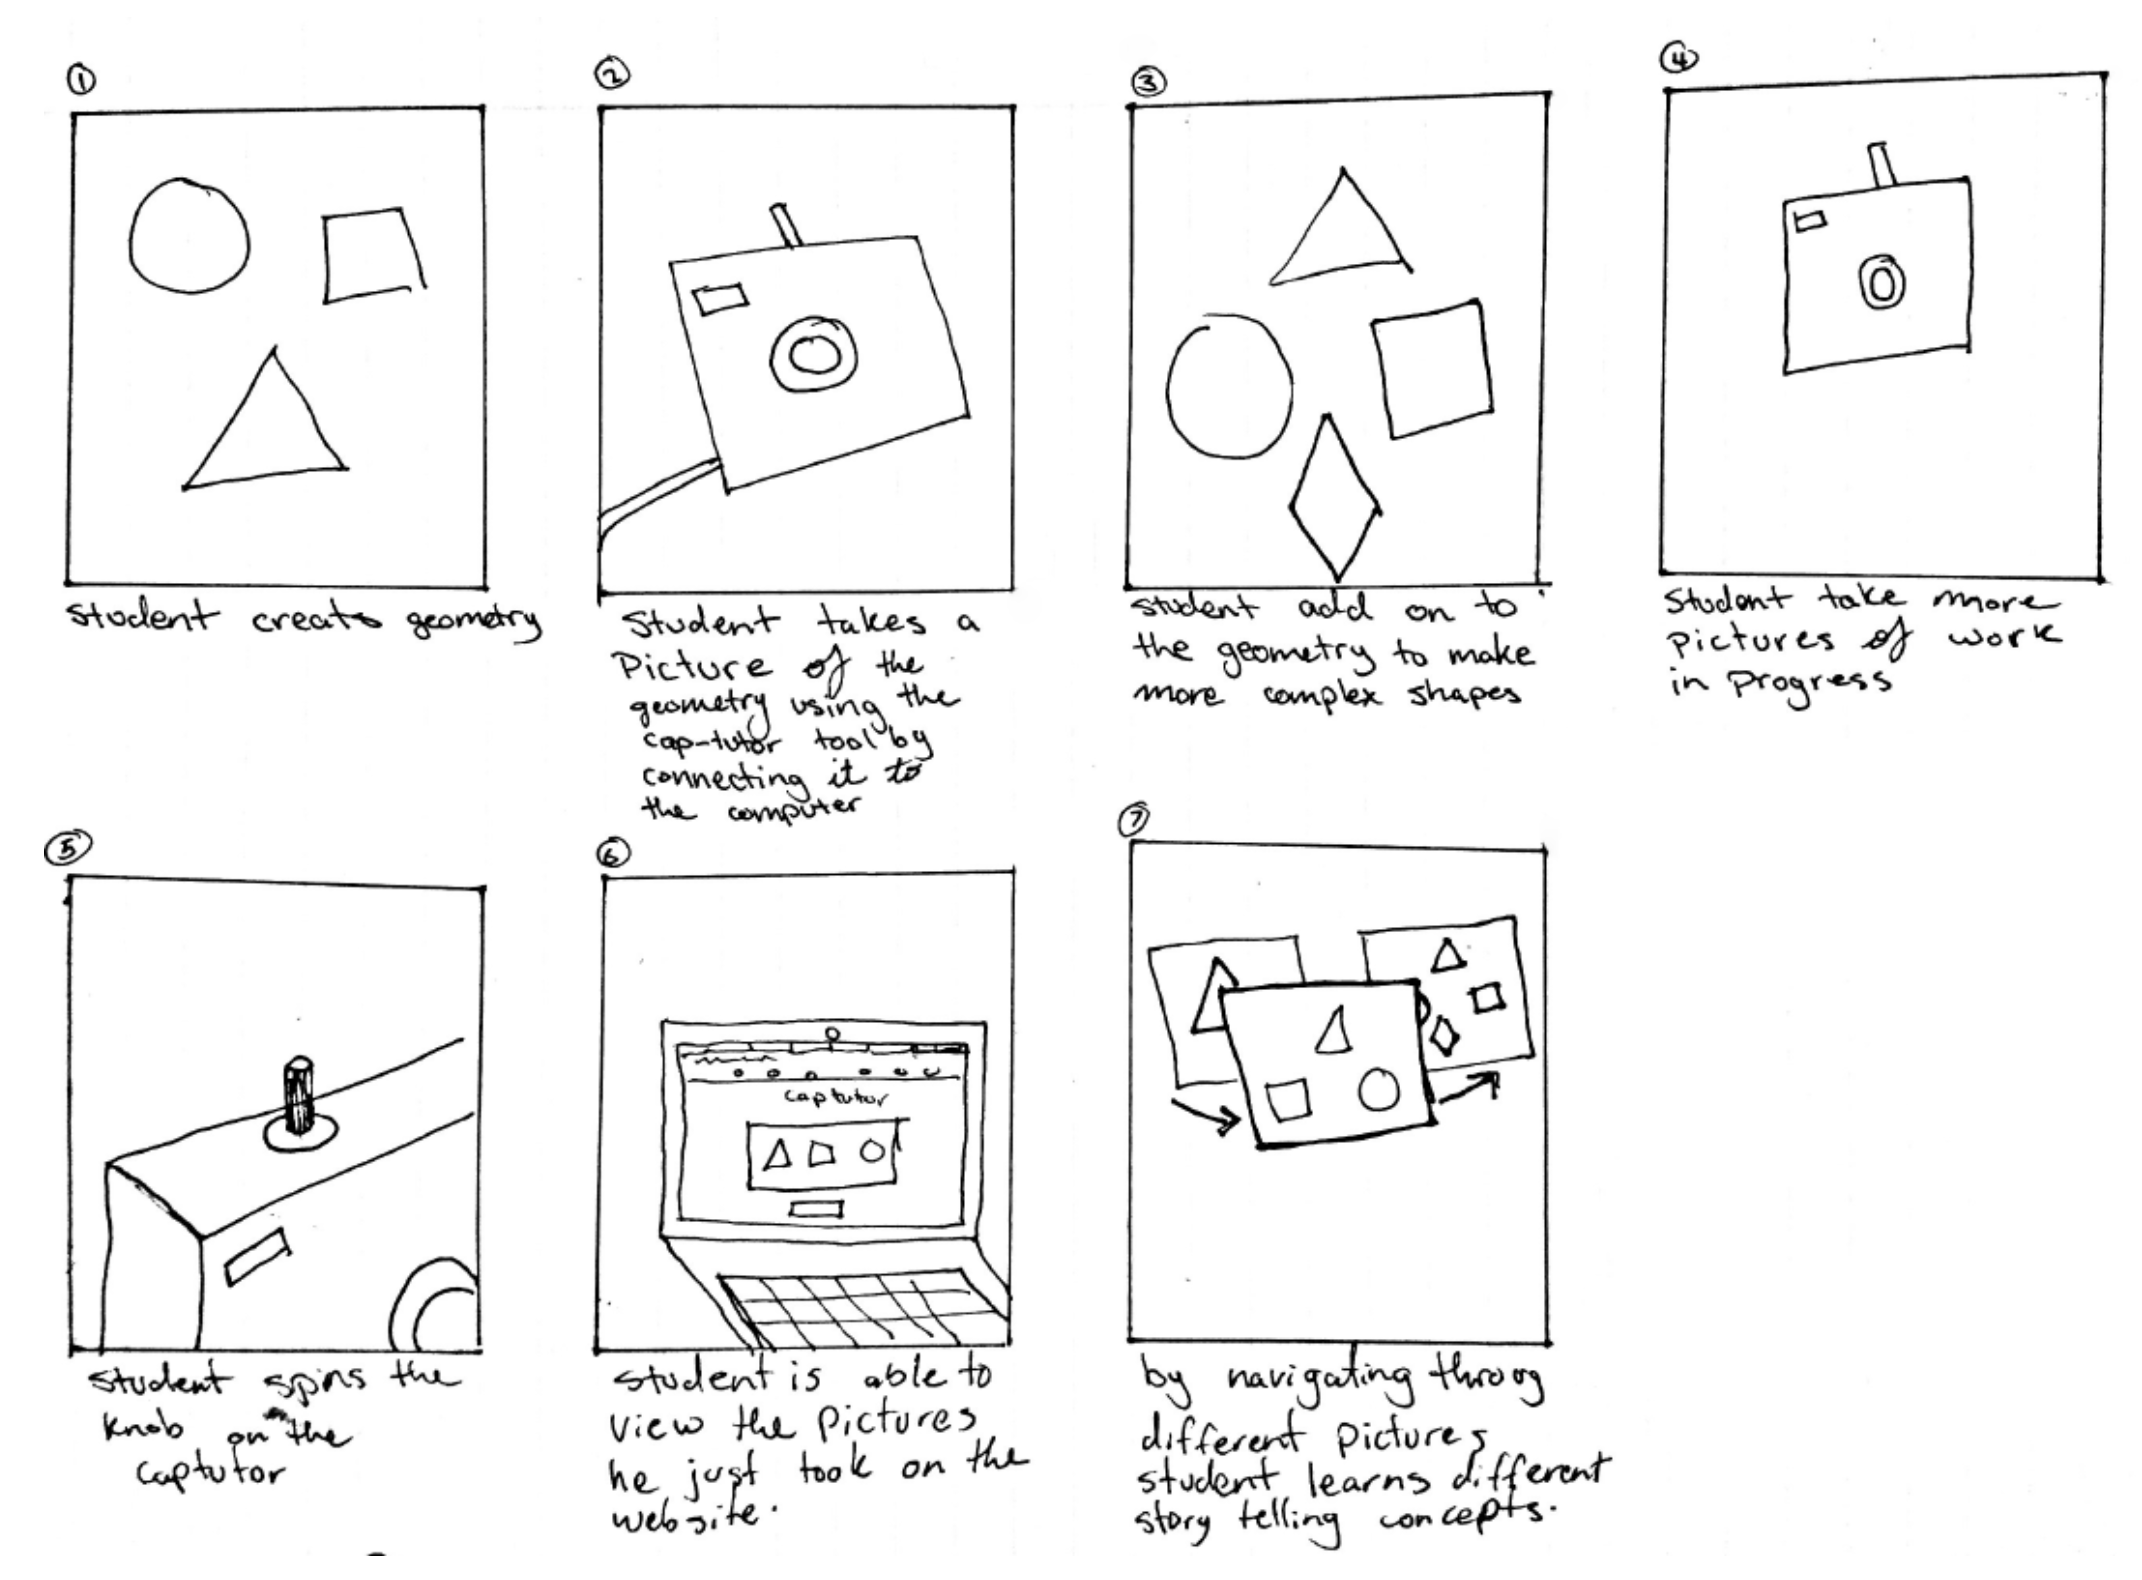 1
student creats geometry
2
Student takes a
Picture of the
geometry using the
cap-tutor tool by
connecting it to
the computer
3
student add on to
the geometry to make
more complex shapes
4
Student take more
pictures of work
in progress
5
student spins the
knob on the
captutor
6
captutor
student is able to
view the pictures
he just took on the
website.
7
by navigating throog
different pictures
student learns different
story telling concepts.